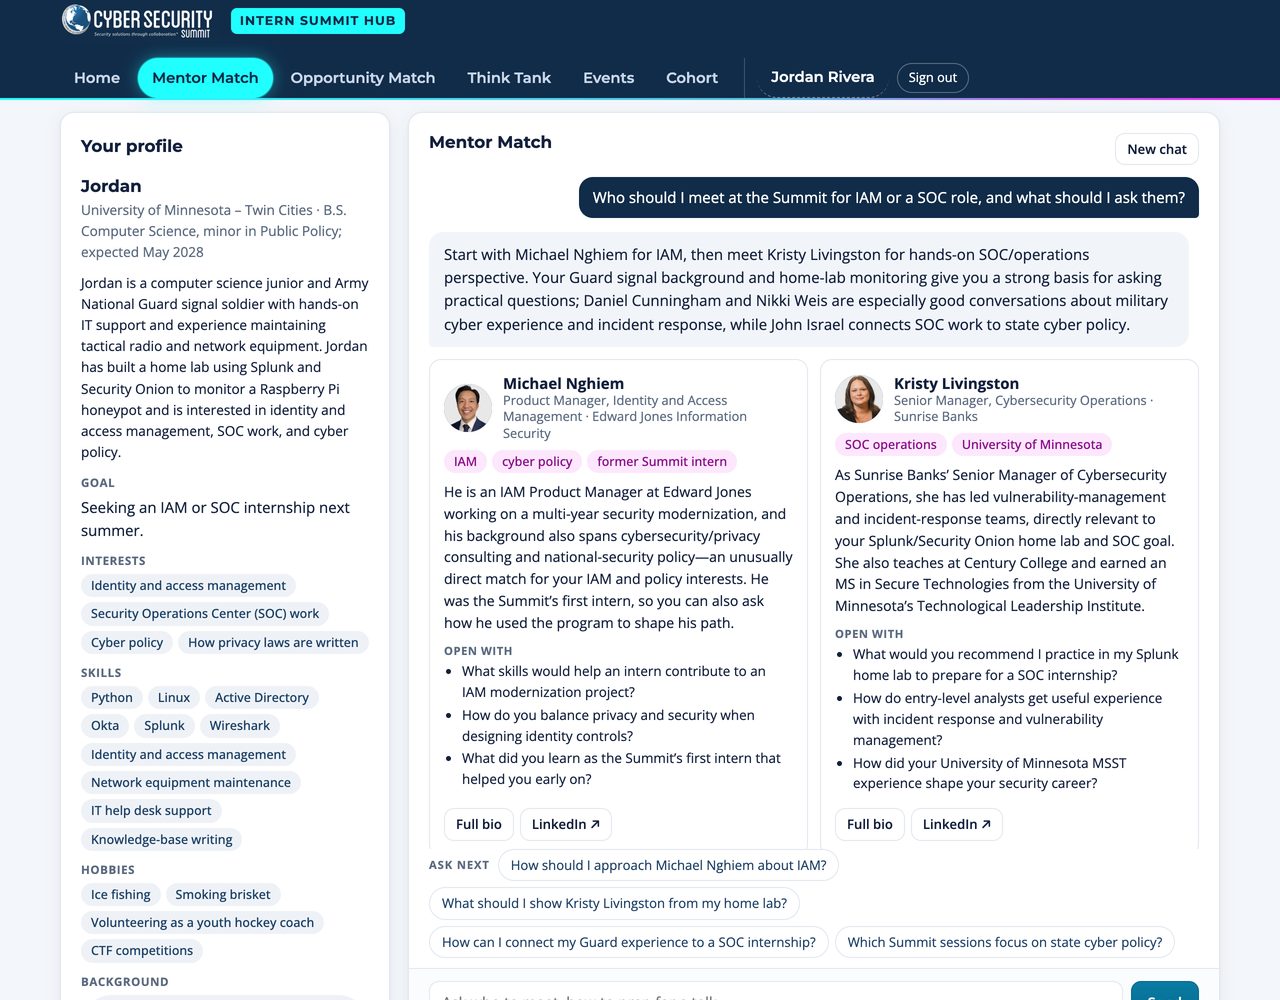 CYBER SECURITY
Security solutions through collaboration™
SUMMIT
INTERN SUMMIT HUB
Home
Mentor Match
Opportunity Match
Think Tank
Events
Cohort
Jordan Rivera
Sign out
Your profile
Jordan
University of Minnesota – Twin Cities · B.S.
Computer Science, minor in Public Policy;
expected May 2028
Jordan is a computer science junior and Army
National Guard signal soldier with hands-on
IT support and experience maintaining
tactical radio and network equipment. Jordan
has built a home lab using Splunk and
Security Onion to monitor a Raspberry Pi
honeypot and is interested in identity and
access management, SOC work, and cyber
policy.
GOAL
Seeking an IAM or SOC internship next
summer.
INTERESTS
Identity and access management
Security Operations Center (SOC) work
Cyber policy
How privacy laws are written
SKILLS
Python
Linux
Active Directory
Okta
Splunk
Wireshark
Identity and access management
Network equipment maintenance
IT help desk support
Knowledge-base writing
HOBBIES
Ice fishing
Smoking brisket
Volunteering as a youth hockey coach
CTF competitions
BACKGROUND
Mentor Match
New chat
Who should I meet at the Summit for IAM or a SOC role, and what should I ask them?
Start with Michael Nghiem for IAM, then meet Kristy Livingston for hands-on SOC/operations
perspective. Your Guard signal background and home-lab monitoring give you a strong basis for asking
practical questions; Daniel Cunningham and Nikki Weis are especially good conversations about military
cyber experience and incident response, while John Israel connects SOC work to state cyber policy.
Michael Nghiem
Product Manager, Identity and Access
Management · Edward Jones Information
Security
IAM
cyber policy
former Summit intern
He is an IAM Product Manager at Edward Jones
working on a multi-year security modernization, and
his background also spans cybersecurity/privacy
consulting and national-security policy—an unusually
direct match for your IAM and policy interests. He
was the Summit’s first intern, so you can also ask
how he used the program to shape his path.
OPEN WITH
• What skills would help an intern contribute to an
IAM modernization project?
• How do you balance privacy and security when
designing identity controls?
• What did you learn as the Summit’s first intern that
helped you early on?
Full bio
LinkedIn ↗
Kristy Livingston
Senior Manager, Cybersecurity Operations ·
Sunrise Banks
SOC operations
University of Minnesota
As Sunrise Banks’ Senior Manager of Cybersecurity
Operations, she has led vulnerability-management
and incident-response teams, directly relevant to
your Splunk/Security Onion home lab and SOC goal.
She also teaches at Century College and earned an
MS in Secure Technologies from the University of
Minnesota’s Technological Leadership Institute.
OPEN WITH
• What would you recommend I practice in my Splunk
home lab to prepare for a SOC internship?
• How do entry-level analysts get useful experience
with incident response and vulnerability
management?
• How did your University of Minnesota MSST
experience shape your security career?
Full bio
LinkedIn ↗
ASK NEXT
How should I approach Michael Nghiem about IAM?
What should I show Kristy Livingston from my home lab?
How can I connect my Guard experience to a SOC internship?
Which Summit sessions focus on state cyber policy?